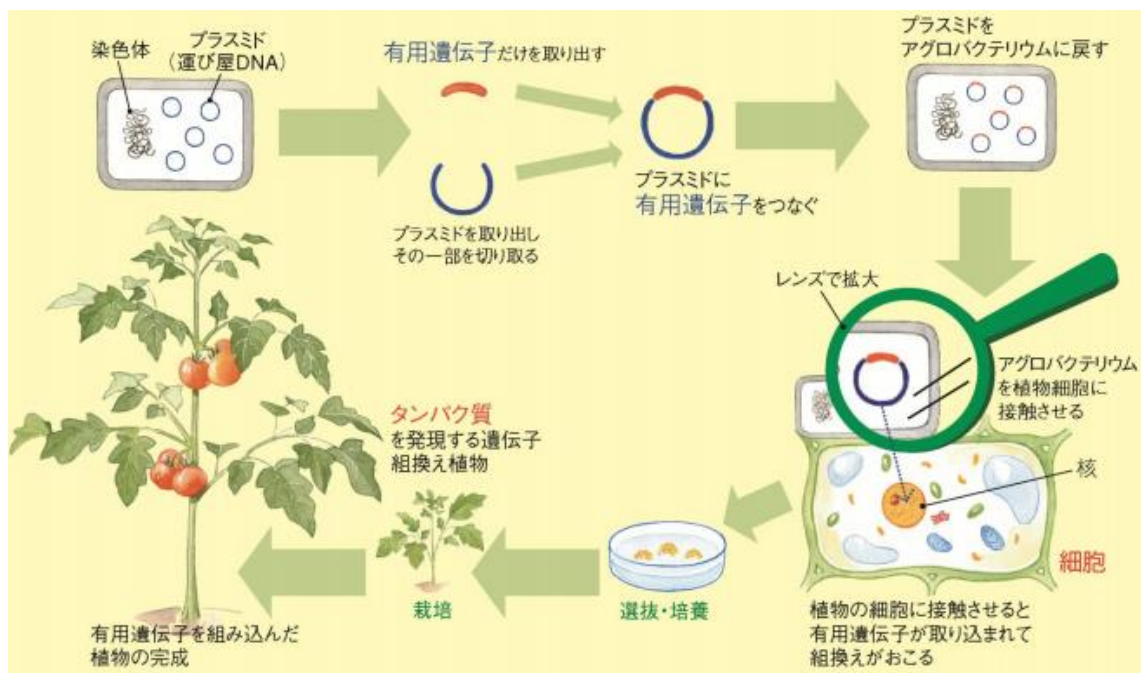 染色体
プラスミド
(運び屋DNA)
有用遺伝子だけを取り出す
プラスミドを取り出し
その一部を切り取る
プラスミドに
有用遺伝子をつなぐ
プラスミドを
アグロバクテリウムに戻す
レンズで拡大
アグロバクテリウム
を植物細胞に
接触させる
核
細胞
植物の細胞に接触させると
有用遺伝子が取り込まれて
組換えがおこる
選抜・培養
タンパク質
を発現する遺伝子
組換え植物
栽培
有用遺伝子を組み込んだ
植物の完成